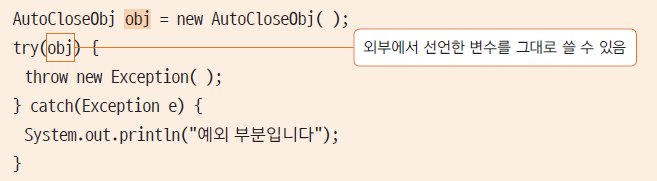 AutoCloseObj obj = new AutoCloseObj( );
try(obj) {
외부에서 선언한 변수를 그대로 쓸 수 있음
throw new Exception( );
} catch(Exception e) {
System.out.println("예외 부분입니다");
}